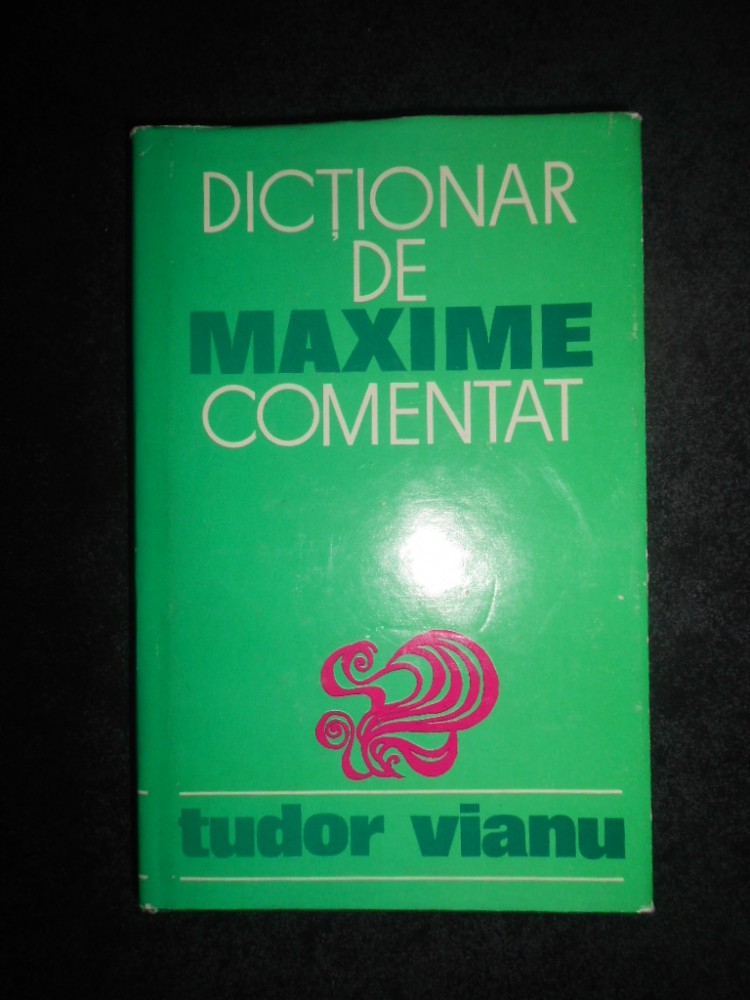 DICȚIONAR
DE
MAXIME
COMENTAT
tudor vianu